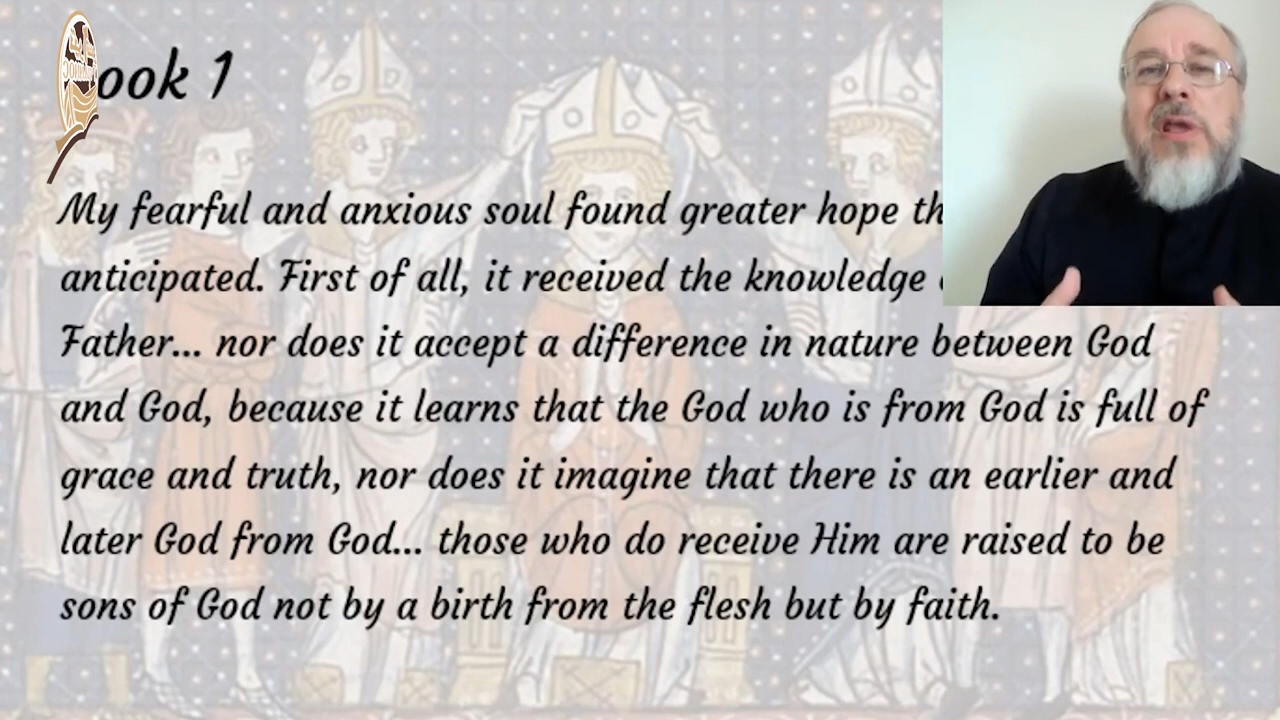 ook 1
My fearful and anxious soul found greater hope th
anticipated. First of all, it received the knowledge
Father... nor does it accept a difference in nature between God
and God, because it learns that the God who is from God is full of
grace and truth, nor does it imagine that there is an earlier and
later God from God... those who do receive Him are raised to be
sons of God not by a birth from the flesh but by faith.